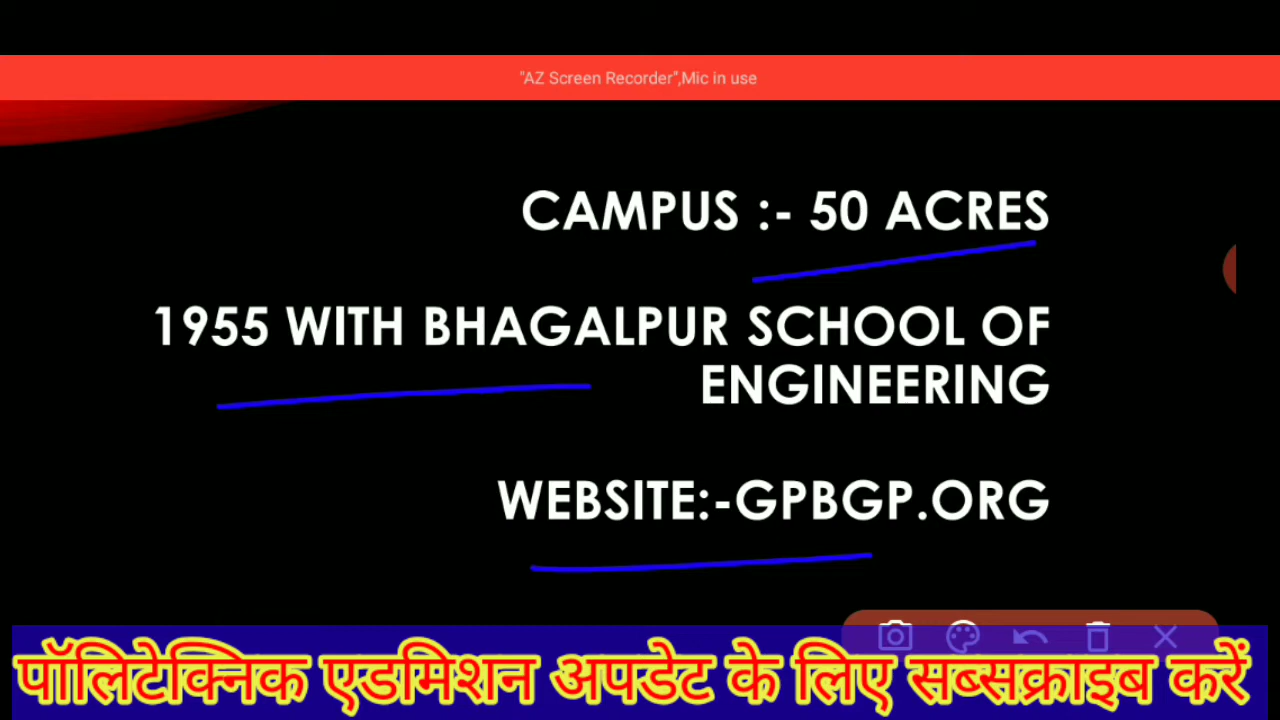 "AZ Screen Recorder",Mic in use
CAMPUS :- 50 ACRES
1955 WITH BHAGALPUR SCHOOL OF
ENGINEERING
WEBSITE:-GPBGP.ORG
पॉलिटेक्निक एडमिशन अपडेट के लिए सब्सक्राइब करें